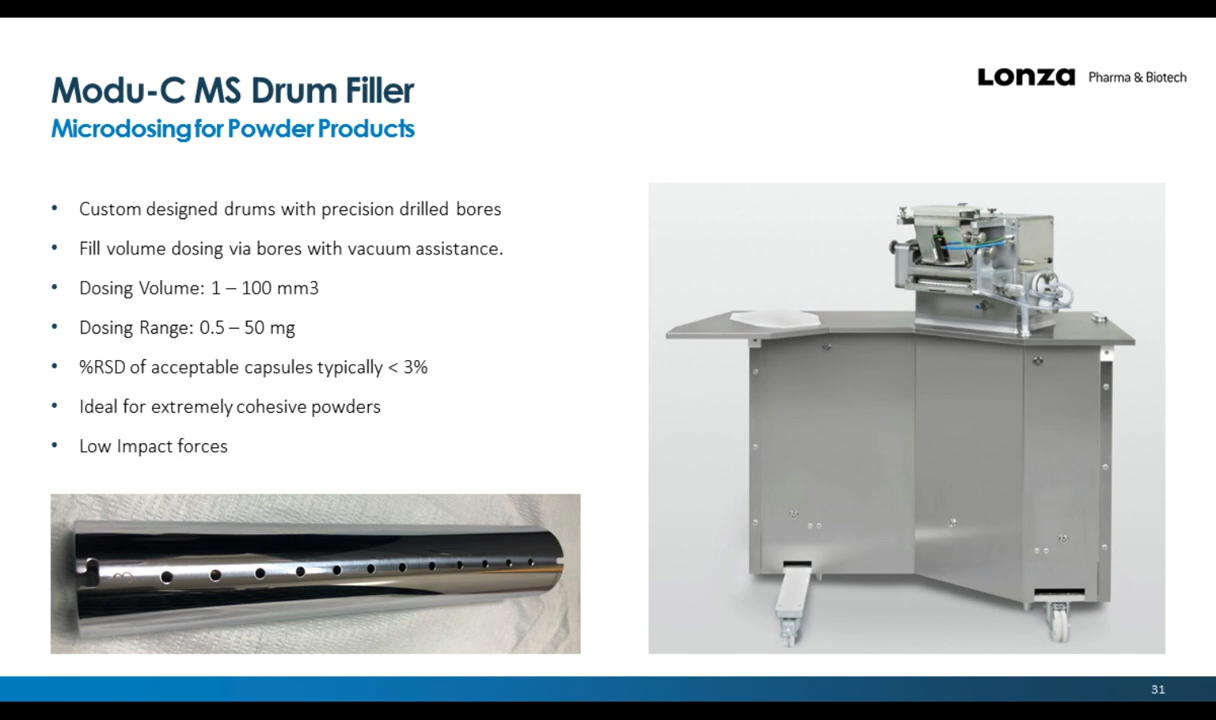 Modu-C MS Drum Filler
Lonza Pharma & Biotech
Microdosing for Powder Products
• Custom designed drums with precision drilled bores
• Fill volume dosing via bores with vacuum assistance.
• Dosing Volume: 1 – 100 mm3
• Dosing Range: 0.5 – 50 mg
• %RSD of acceptable capsules typically < 3%
• Ideal for extremely cohesive powders
• Low Impact forces
31